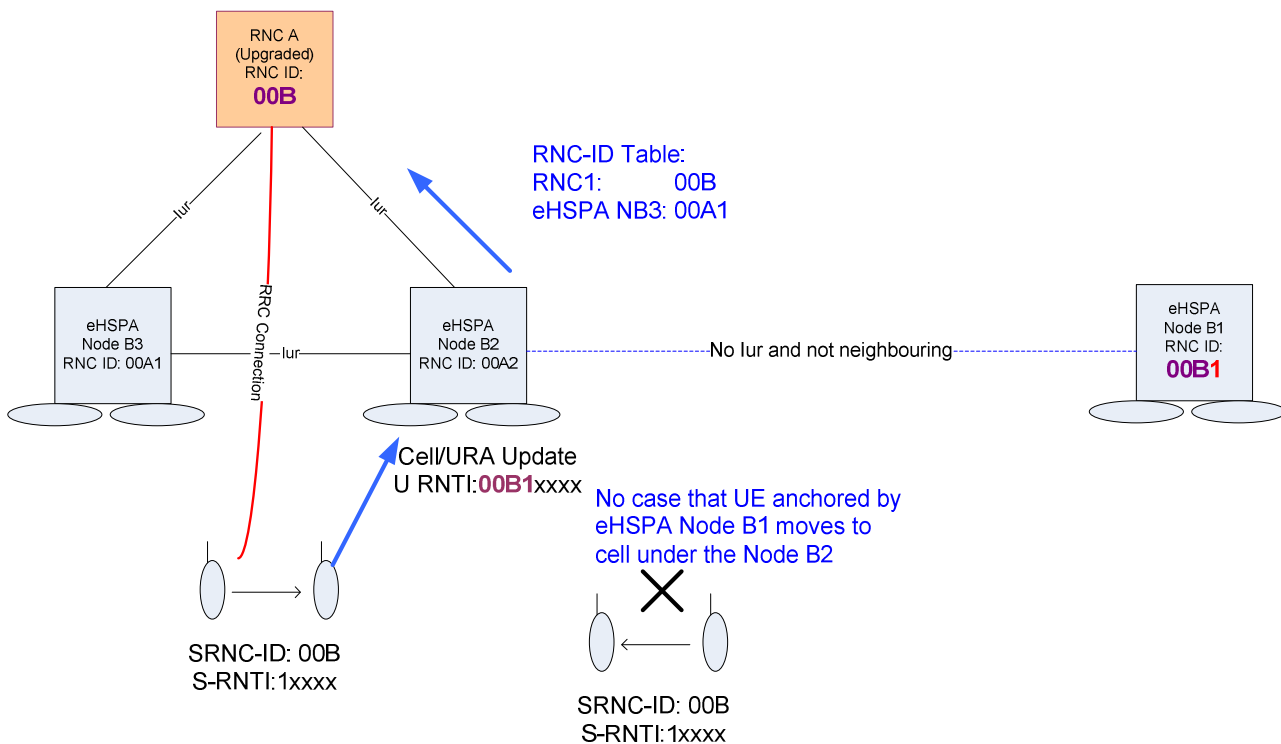 RNC A
(Upgraded)
RNC ID:
00B
RNC-ID Table:
RNC1: 00B
eHSPA NB3: 00A1
Iur
Iur
RRC Connection
eHSPA
Node B3
RNC ID: 00A1
Iur
eHSPA
Node B2
RNC ID: 00A2
No Iur and not neighbouring
eHSPA
Node B1
RNC ID:
00B1
Cell/URA Update
U RNTI:00B1xxxx
No case that UE anchored by
eHSPA Node B1 moves to
cell under the Node B2
SRNC-ID: 00B
S-RNTI:1xxxx
SRNC-ID: 00B
S-RNTI:1xxxx